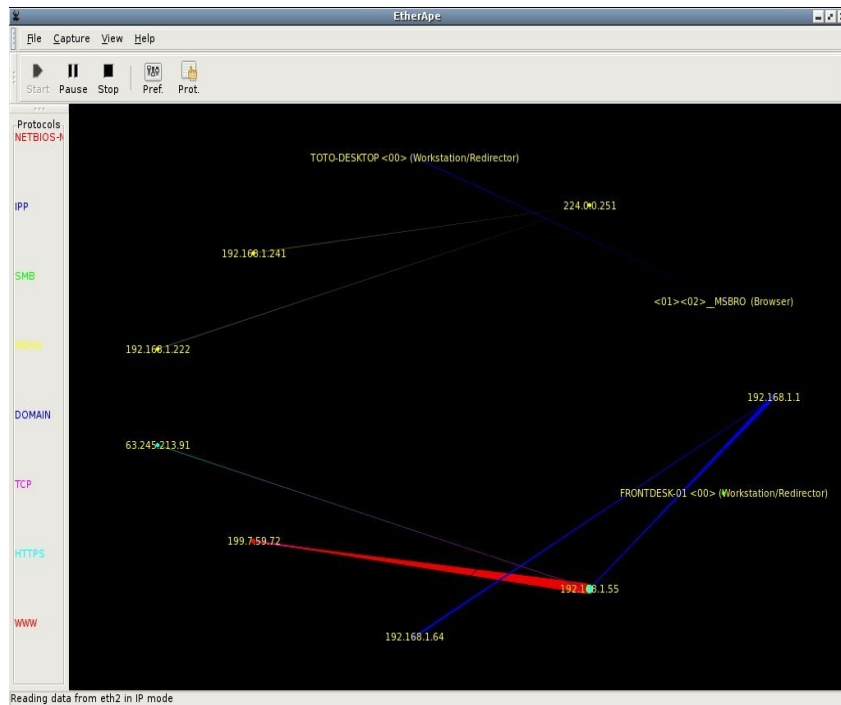 EtherApe
File Capture View Help
Start Pause Stop Pref. Prot.
Protocols
NETBIOS-N
IPP
SMB
DOMAIN
TCP
HTTPS
WWW
TOTO-DESKTOP <00> (Workstation/Redirector)
224.0.0.251
192.168.1.241
<01><02>__MSBRO (Browser)
192.168.1.222
192.168.1.1
63.245.213.91
FRONTDESK-01 <00> (Workstation/Redirector)
199.7.59.72
192.168.1.55
192.168.1.64
Reading data from eth2 in IP mode